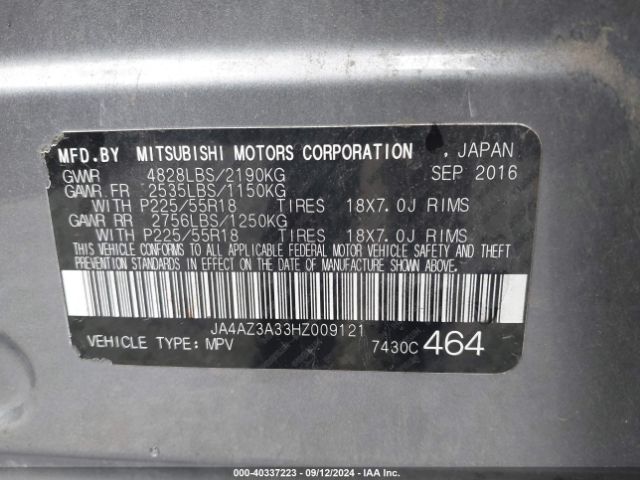 MFD.BY MITSUBISHI MOTORS CORPORATION , JAPAN
GVWR 4828LBS/2190KG SEP 2016
GAWR.FR 2535LBS/1150KG
WITH P225/55R18 TIRES 18X7.0J RIMS
GAWR RR 2756LBS/1250KG
WITH P225/55R18 TIRES 18X7.0J RIMS
THIS VEHICLE CONFORMS TO ALL APPLICABLE FEDERAL MOTOR VEHICLE SAFETY AND THEFT
PREVENTION STANDARDS IN EFFECT ON THE DATE OF MANUFACTURE SHOWN ABOVE.
JA4AZ3A33HZ009121
VEHICLE TYPE: MPV 7430C 464
000-40337223 - 09/12/2024 - IAA Inc.